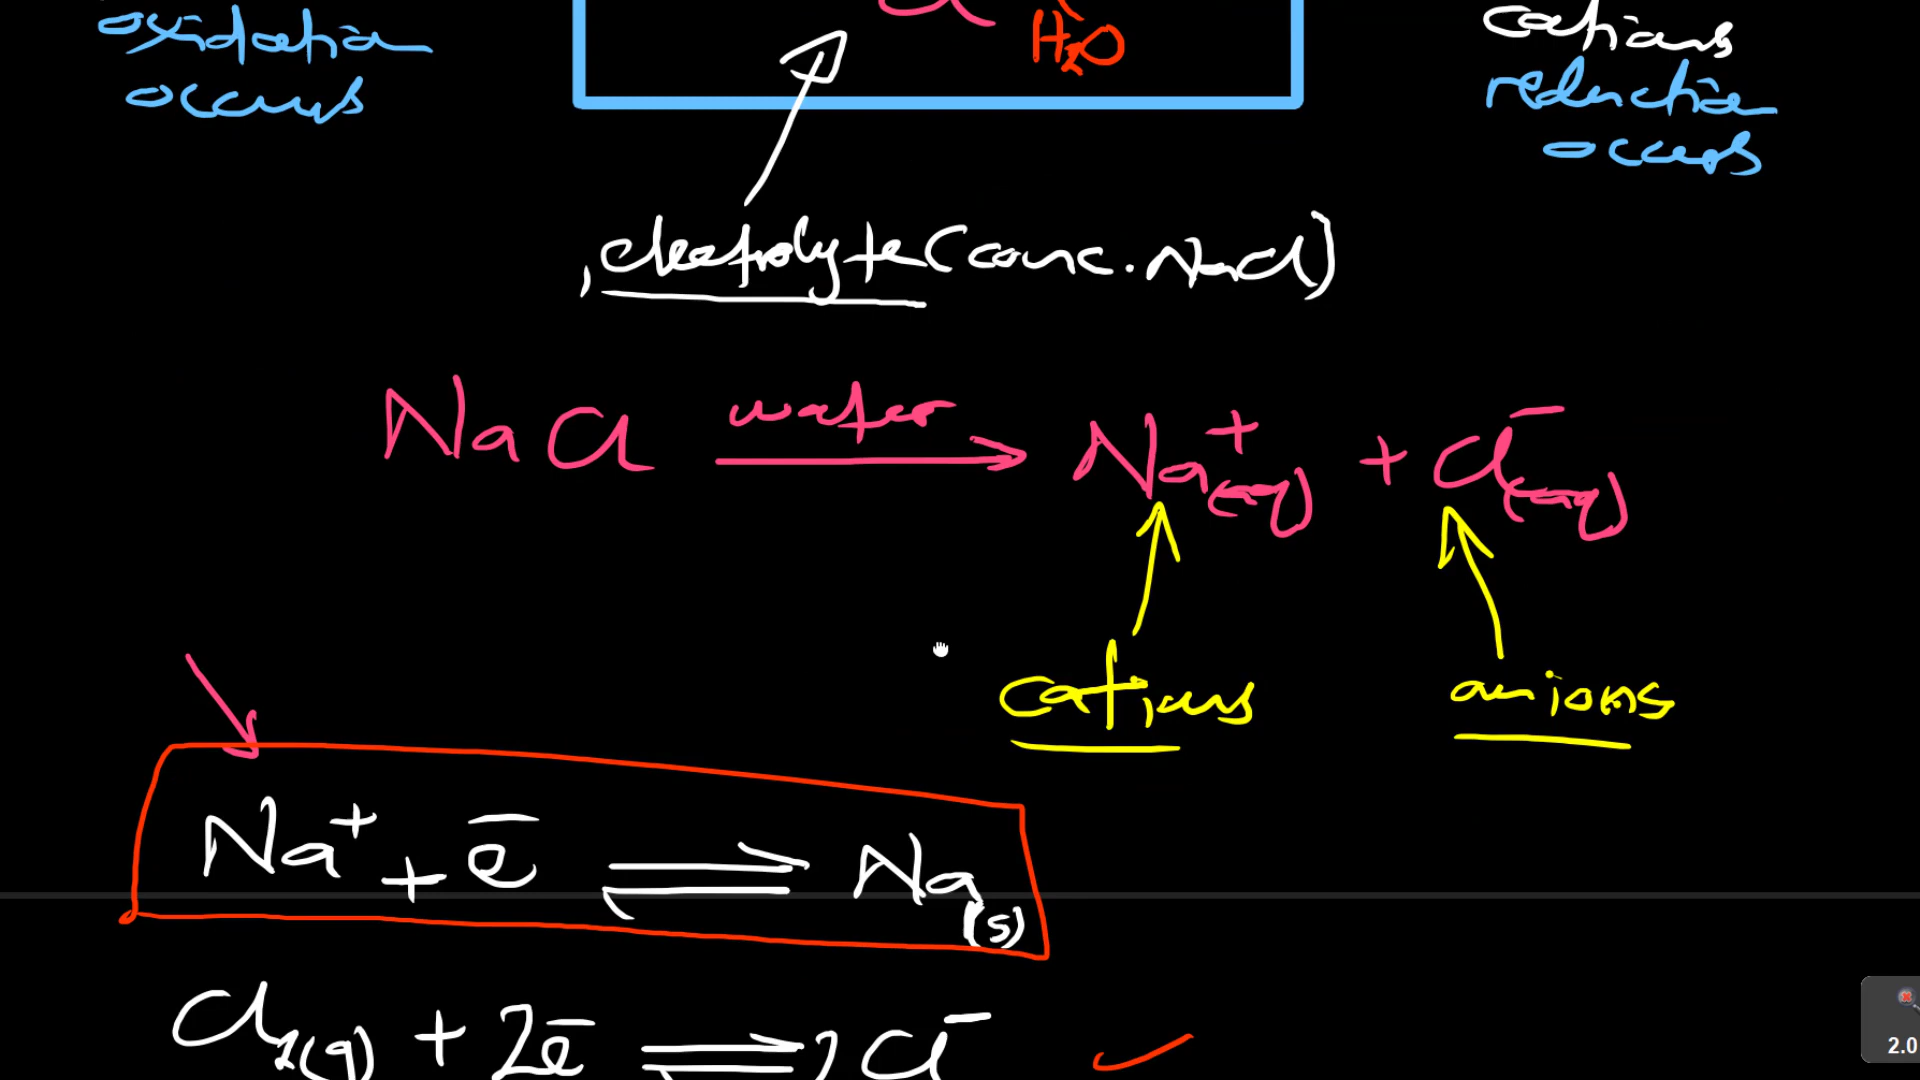 oxidation
occurs
H₂O
cations
reduction
occurs
, electrolyte (conc. NaCl)
NaCl water → Na⁺(aq) + Cl⁻(aq)
cations
anions
Na⁺ + e⁻ ⇌ Na(s)
Cl₂(g) + 2e⁻ ⇌ 2Cl⁻
2.0